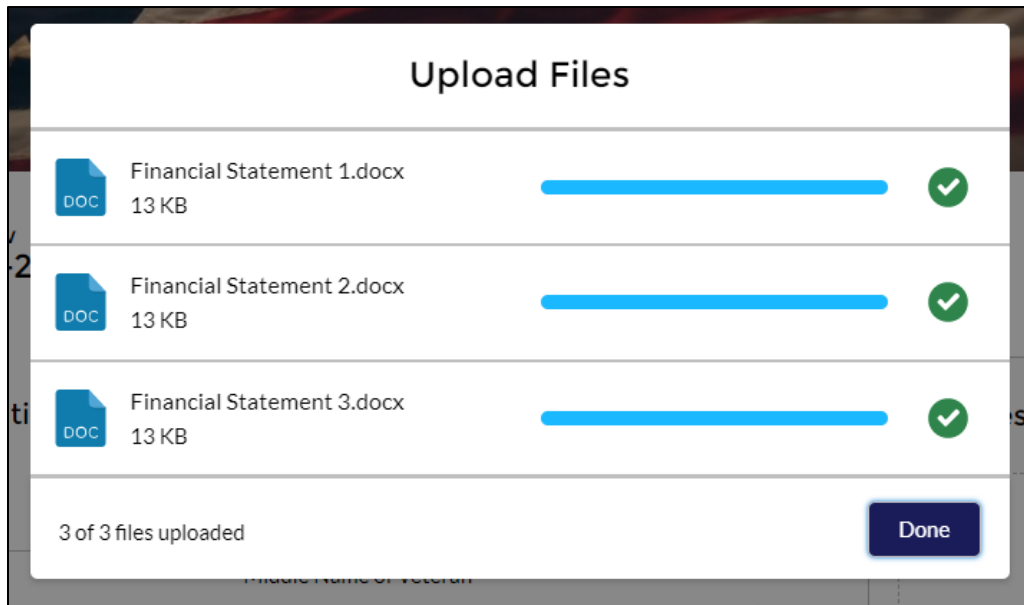 Upload Files
DOC
Financial Statement 1.docx
13 KB
DOC
Financial Statement 2.docx
13 KB
DOC
Financial Statement 3.docx
13 KB
3 of 3 files uploaded
Done
Middle Name of Veteran